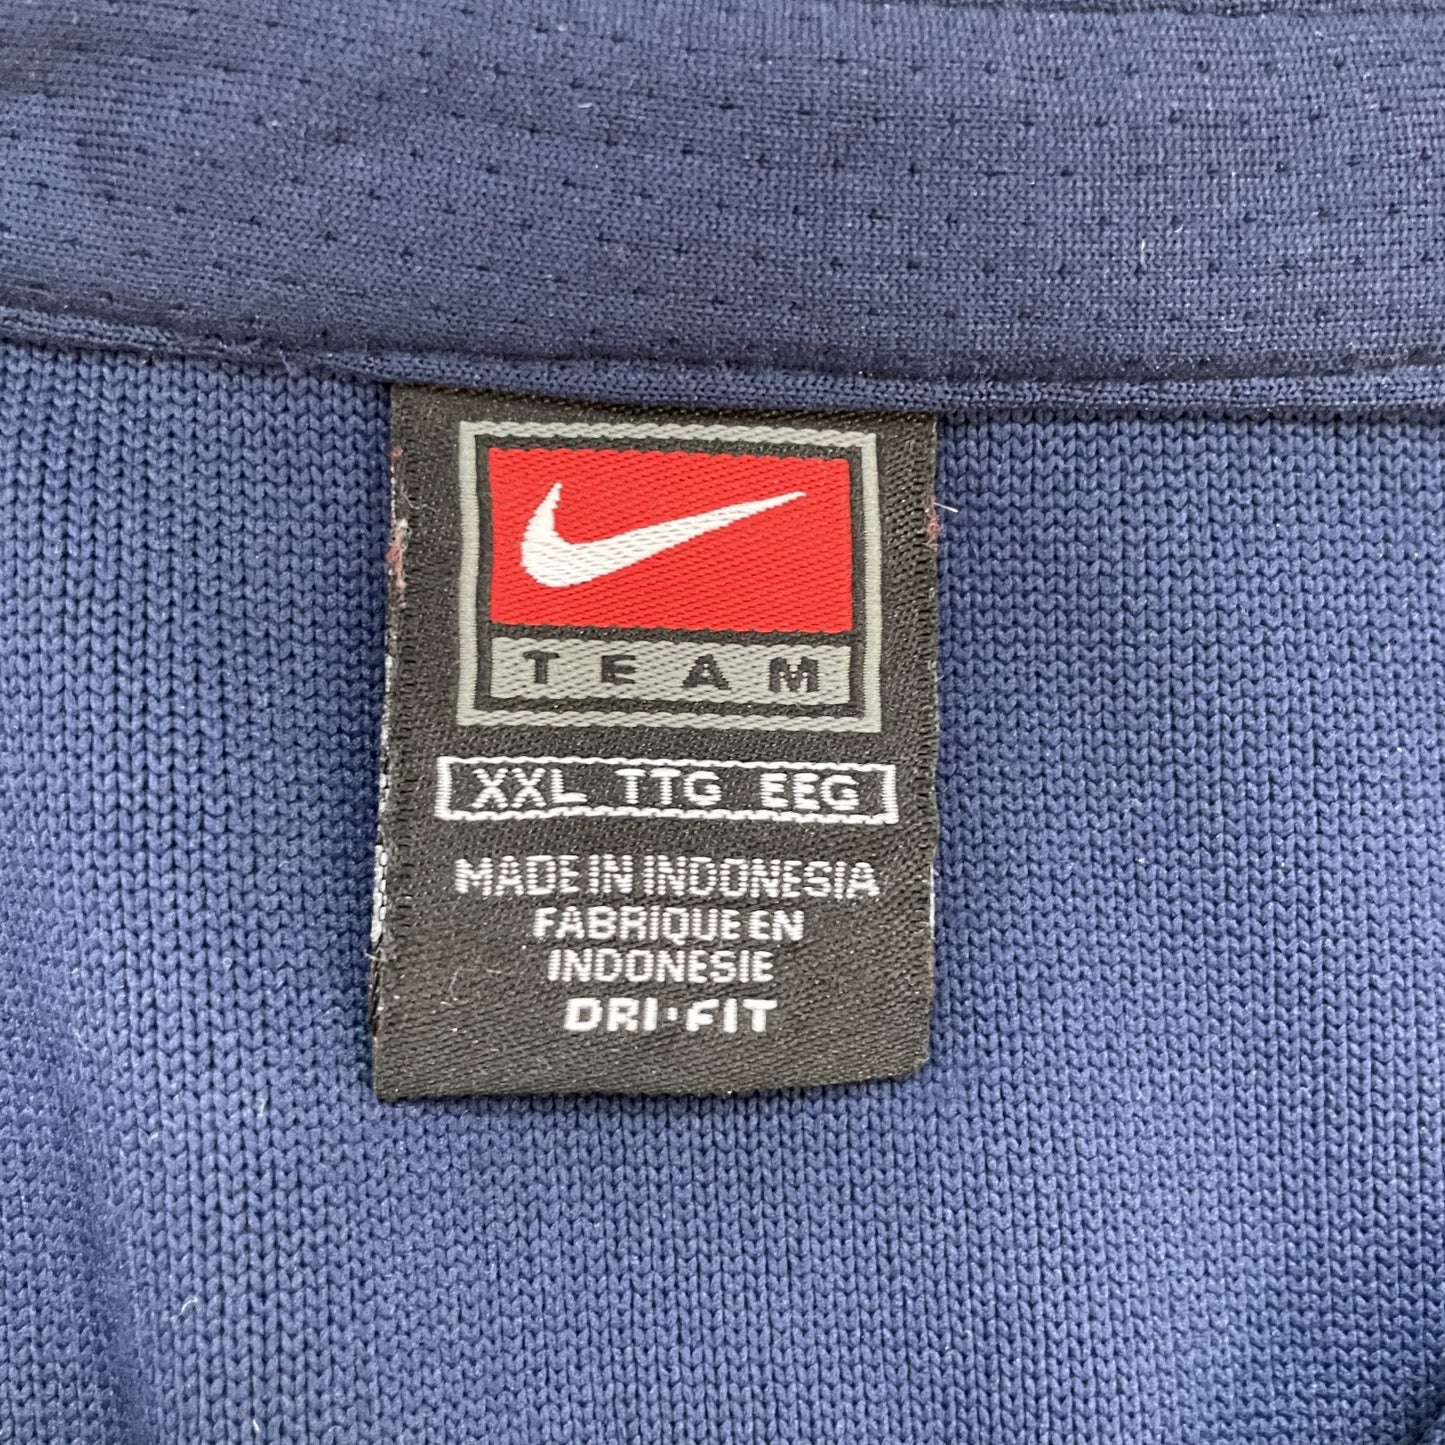 TEAM
XXL TTG EEG
MADE IN INDONESIA
FABRIQUE EN
INDONESIE
DRI•FIT